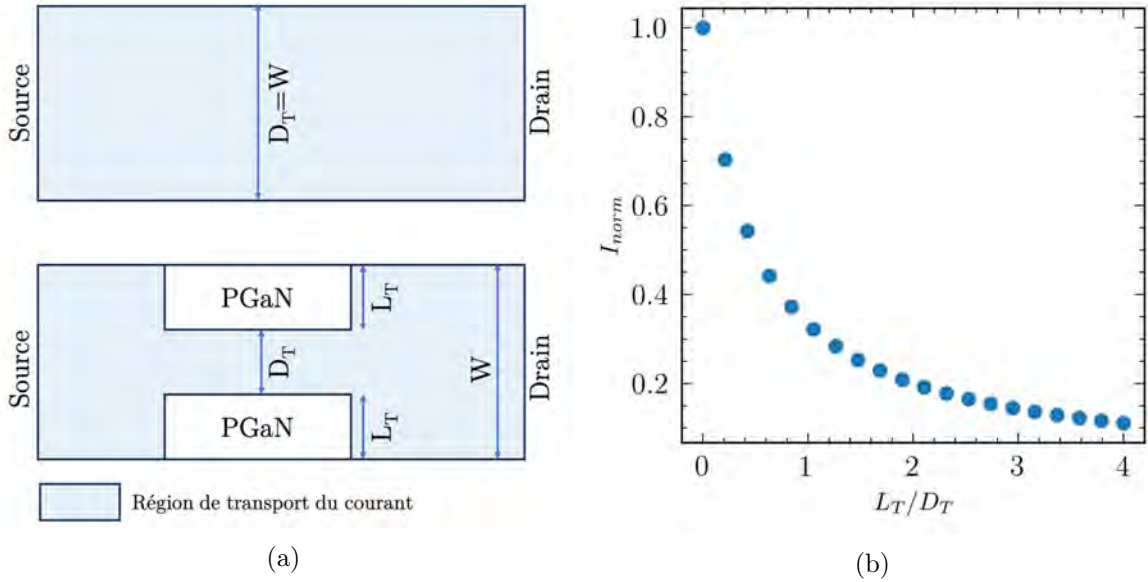 Source
D_T=W
Drain
Source
PGaN
L_T
D_T
PGaN
L_T
W
Drain
Région de transport du courant
(a)
1.0
0.8
0.6
0.4
0.2
I_norm
0 1 2 3 4
L_T/D_T
(b)